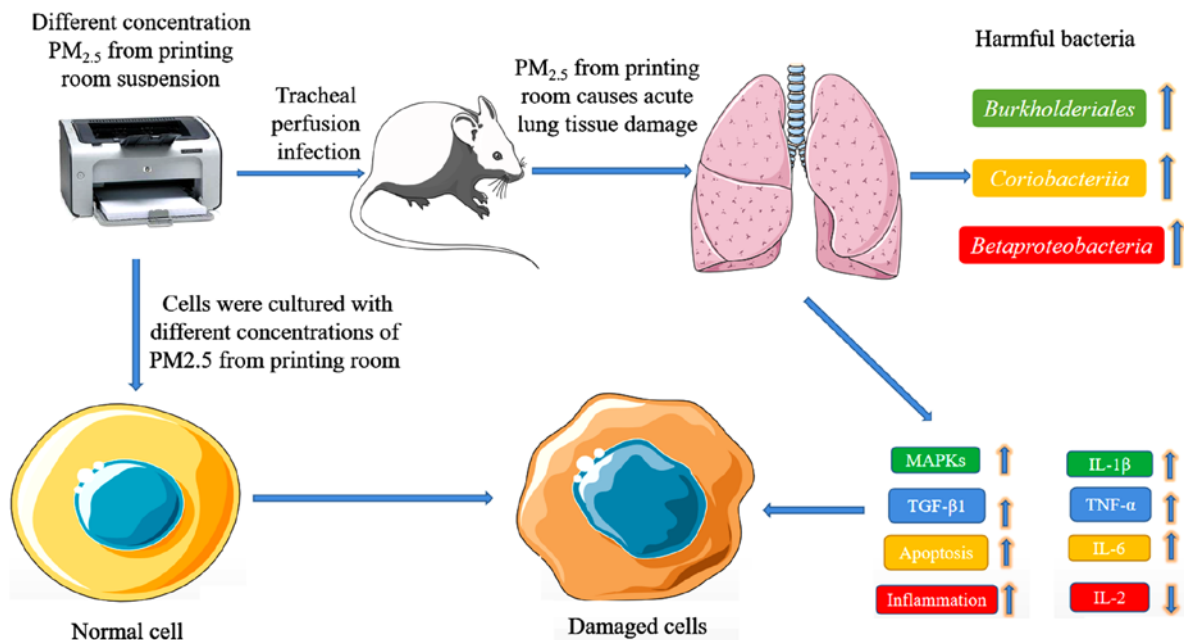 Different concentration
PM2.5 from printing
room suspension
Tracheal
perfusion
infection
PM2.5 from printing
room causes acute
lung tissue damage
Harmful bacteria
Burkholderiales
Coriobacteriia
Betaproteobacteria
Cells were cultured with
different concentrations of
PM2.5 from printing room
MAPKs
IL-1β
TGF-β1
TNF-α
Apoptosis
IL-6
Inflammation
IL-2
Normal cell
Damaged cells